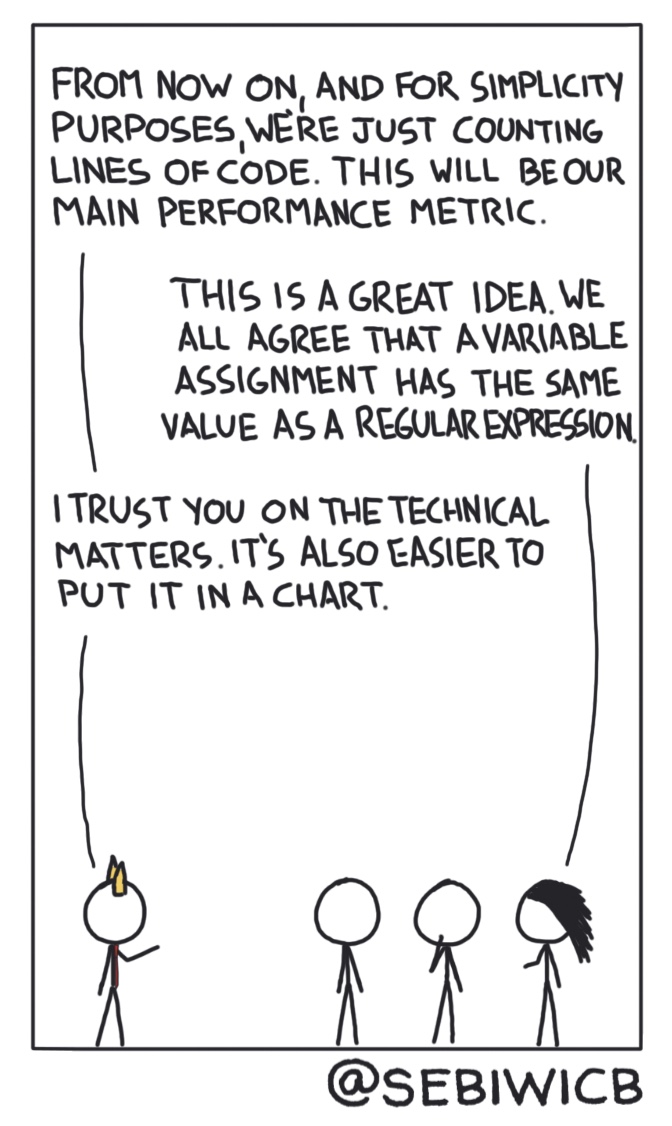 FROM NOW ON, AND FOR SIMPLICITY
PURPOSES, WE'RE JUST COUNTING
LINES OF CODE. THIS WILL BE OUR
MAIN PERFORMANCE METRIC.
THIS IS A GREAT IDEA. WE
ALL AGREE THAT A VARIABLE
ASSIGNMENT HAS THE SAME
VALUE AS A REGULAR EXPRESSION.
I TRUST YOU ON THE TECHNICAL
MATTERS. IT'S ALSO EASIER TO
PUT IT IN A CHART.
@SEBIWICB